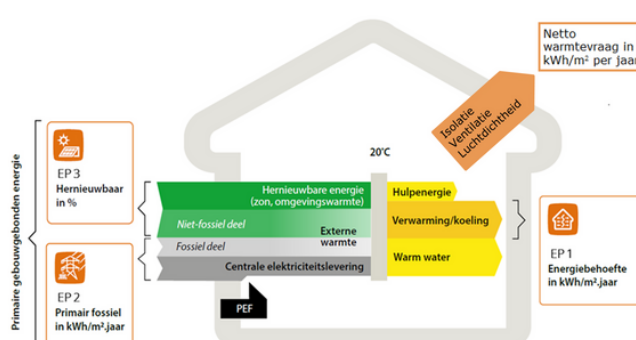 Netto
warmtevraag in
kWh/m² per jaar
Isolatie
Ventilatie
Luchtdichtheid
20°C
EP 3
Hernieuwbaar
in %
Hernieuwbare energie
(zon, omgevingswarmte)
Hulpenergie
Niet-fossiel deel
Externe
warmte
Verwarming/koeling
Fossiel deel
Centrale elektriciteitslevering
Warm water
EP 1
Energiebehoefte
in kWh/m².jaar
EP 2
Primair fossiel
in kWh/m².jaar
PEF
Primaire gebouwgebonden energie